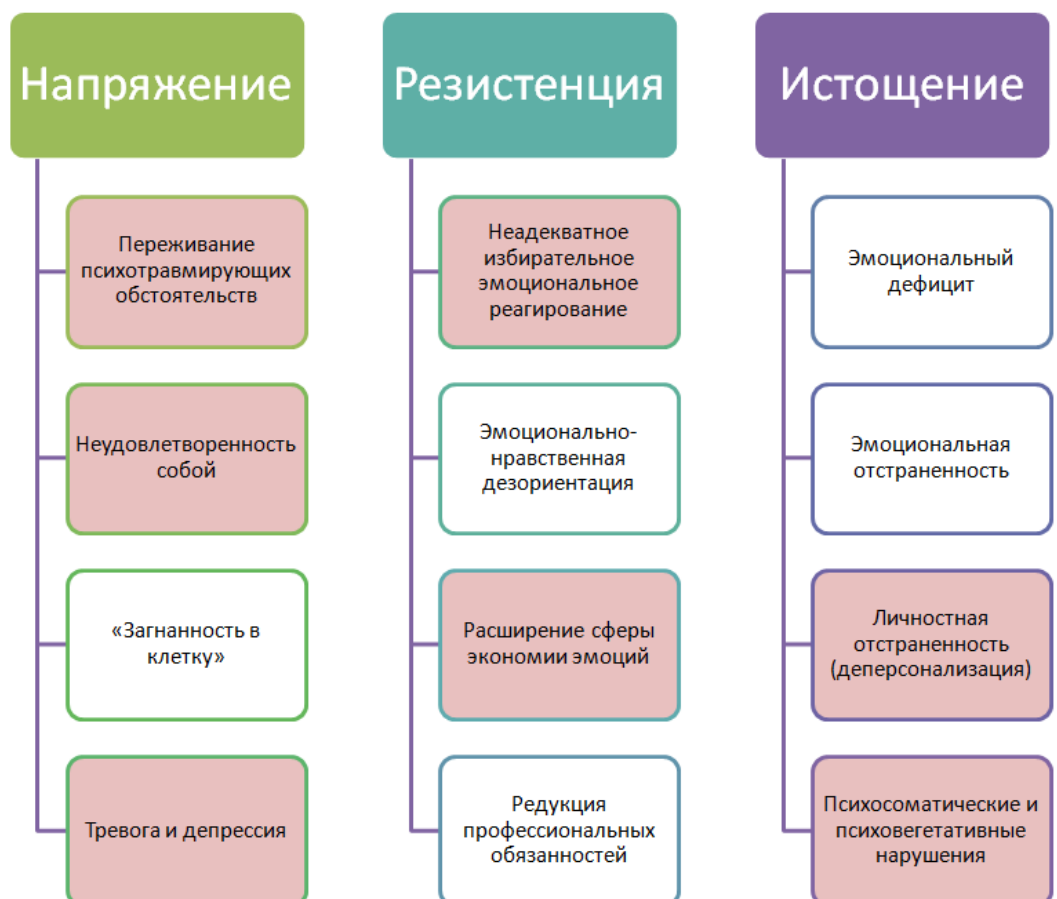 Напряжение
Переживание
психотравмирующих
обстоятельств
Неудовлетворенность
собой
«Загнанность в
клетку»
Тревога и депрессия
Резистенция
Неадекватное
избирательное
эмоциональное
реагирование
Эмоционально-
нравственная
дезориентация
Расширение сферы
экономии эмоций
Редукция
профессиональных
обязанностей
Истощение
Эмоциональный
дефицит
Эмоциональная
отстраненность
Личностная
отстраненность
(деперсонализация)
Психосоматические и
психовегетативные
нарушения